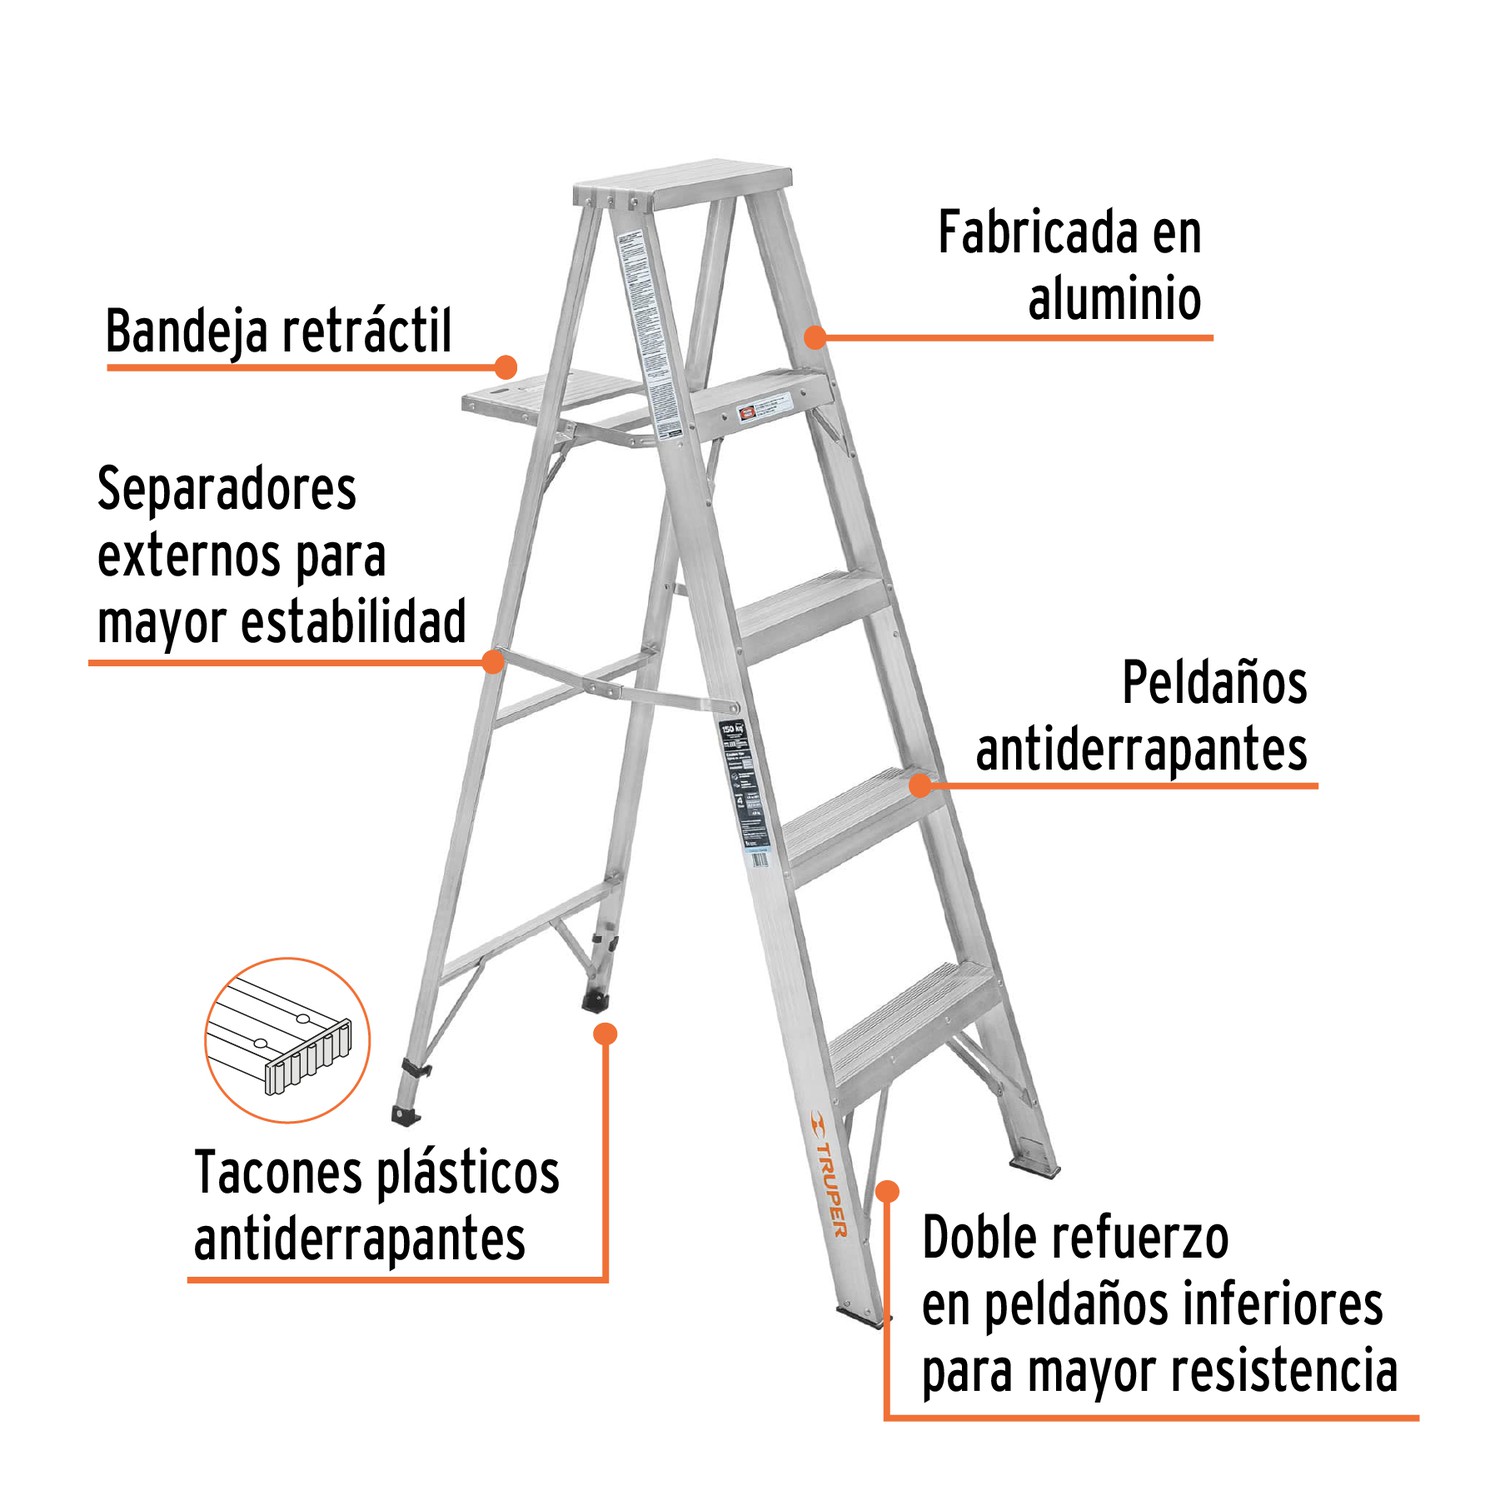 Fabricada en
aluminio
Bandeja retráctil
Separadores
externos para
mayor estabilidad
Peldaños
antiderrapantes
150 kg
4
Tacones plásticos
antiderrapantes
TRUPER
Doble refuerzo
en peldaños inferiores
para mayor resistencia